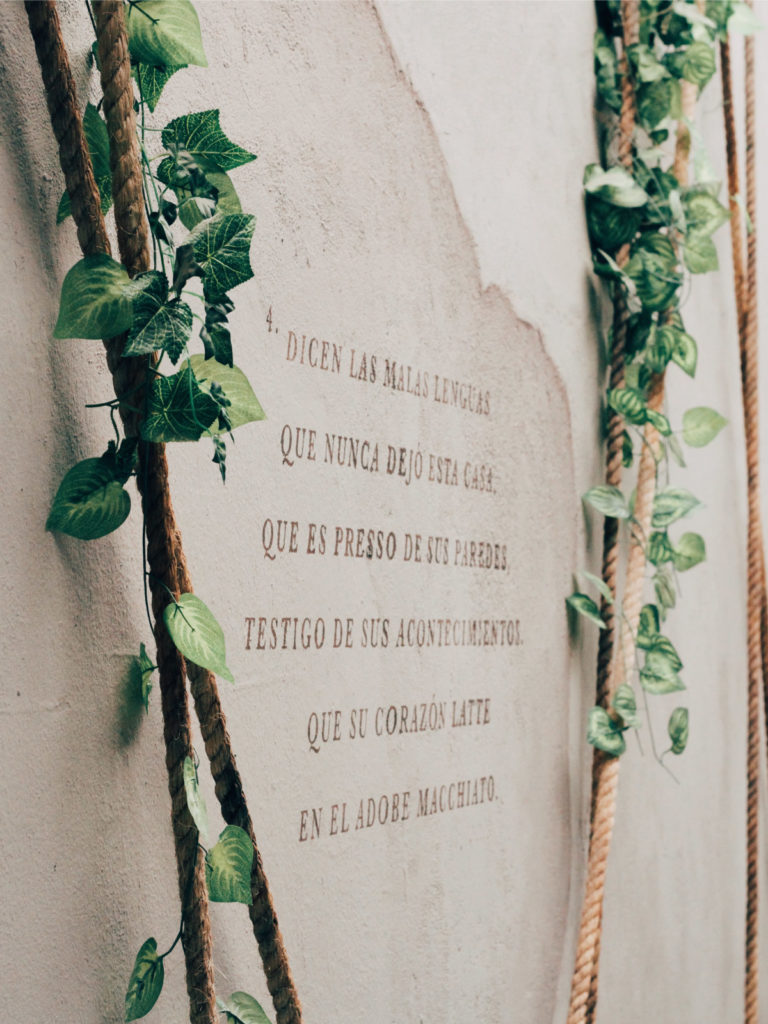 4.
DICEN LAS MALAS LENGUAS
QUE NUNCA DEJÓ ESTA CASA,
QUE ES PRESSO DE SUS PAREDES,
TESTIGO DE SUS ACONTECIMIENTOS.
QUE SU CORAZÓN LATTE
EN EL ADOBE MACCHIATO.